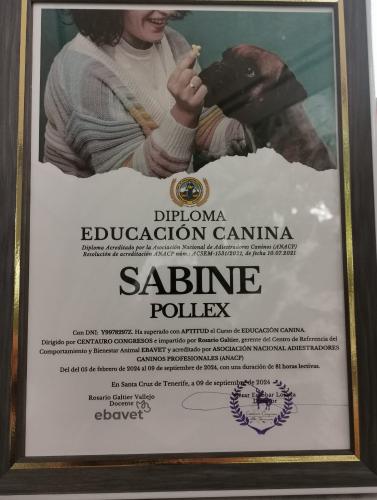 DIPLOMA
EDUCACIÓN CANINA
Diploma Acreditado por la Asociación Nacional de Adiestradores Caninos (ANACP)
Resolución de acreditación ANACP núm.: ACSEM-1531/2021, de fecha 10.07.2021
SABINE
POLLEX
Con DNI: Y9978297Z. Ha superado con APTITUD el Curso de EDUCACIÓN CANINA.
Dirigido por CENTAURO CONGRESOS e impartido por Rosario Galtier, gerente del Centro de Referencia del
Comportamiento y Bienestar Animal EBAVET y acreditado por ASOCIACIÓN NACIONAL ADIESTRADORES
CANINOS PROFESIONALES (ANACP)
Del del 05 de febrero de 2024 al 09 de septiembre de 2024, con una duración de 81 horas lectivas.
En Santa Cruz de Tenerife, a 09 de septiembre de 2024
Rosario Galtier Vallejo
Docente
ebavet
Escobar